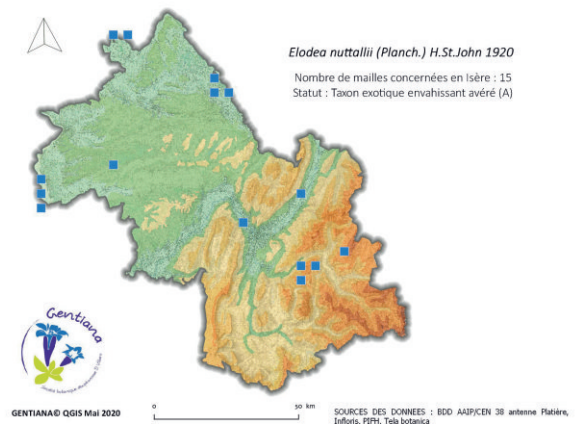 Elodea nuttallii (Planch.) H.St.John 1920
Nombre de mailles concernées en Isère : 15
Statut : Taxon exotique envahissant avéré (A)
Gentiana
GENTIANA© QGIS Mai 2020
0 50 km
SOURCES DES DONNEES : BDD AAIP/CEN 38 antenne Platière,
Infloris, PIFH, Tela botanica